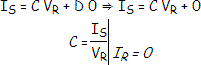 I_S = C V_R + D 0 ⇒ I_S = C V_R + 0
C = I_S / V_R | I_R = 0